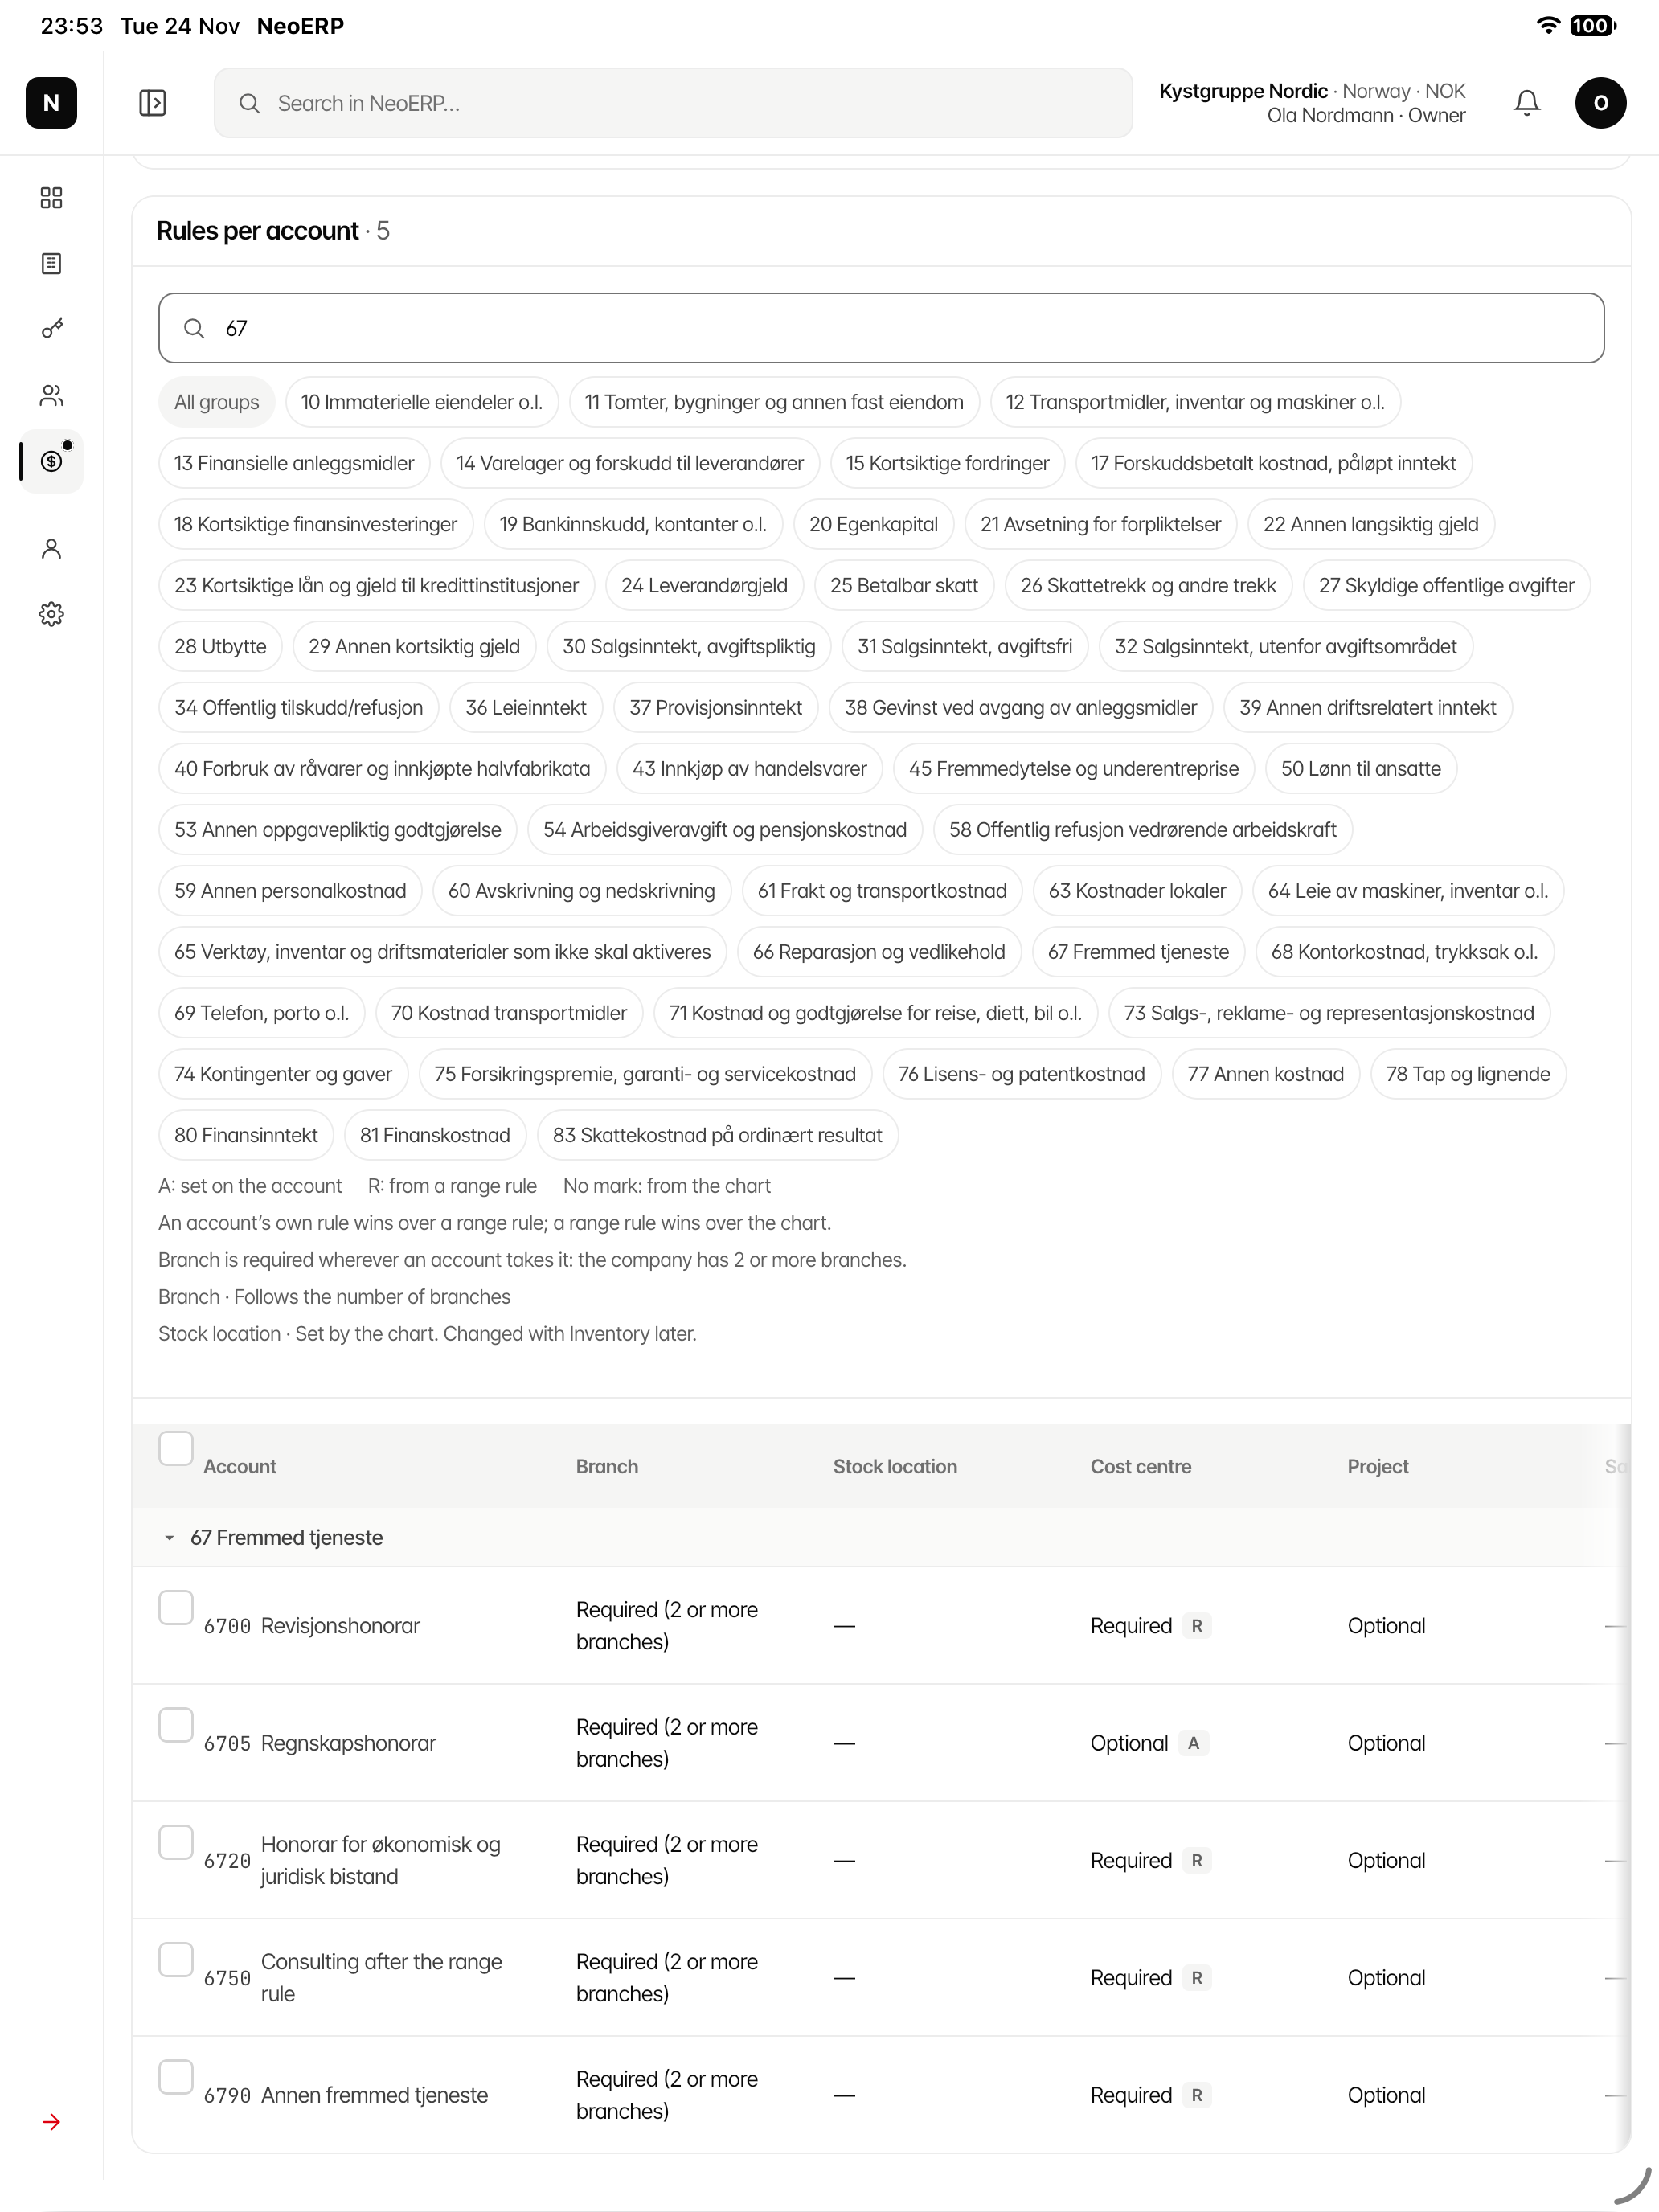 23:53 Tue 24 Nov NeoERP
100
N
Search in NeoERP...
Kystgruppe Nordic · Norway · NOK
Ola Nordmann · Owner
O
Rules per account · 5
67
All groups
10 Immaterielle eiendeler o.l.
11 Tomter, bygninger og annen fast eiendom
12 Transportmidler, inventar og maskiner o.l.
13 Finansielle anleggsmidler
14 Varelager og forskudd til leverandører
15 Kortsiktige fordringer
17 Forskuddsbetalt kostnad, påløpt inntekt
18 Kortsiktige finansinvesteringer
19 Bankinnskudd, kontanter o.l.
20 Egenkapital
21 Avsetning for forpliktelser
22 Annen langsiktig gjeld
23 Kortsiktige lån og gjeld til kredittinstitusjoner
24 Leverandørgjeld
25 Betalbar skatt
26 Skattetrekk og andre trekk
27 Skyldige offentlige avgifter
28 Utbytte
29 Annen kortsiktig gjeld
30 Salgsinntekt, avgiftspliktig
31 Salgsinntekt, avgiftsfri
32 Salgsinntekt, utenfor avgiftsområdet
34 Offentlig tilskudd/refusjon
36 Leieinntekt
37 Provisjonsinntekt
38 Gevinst ved avgang av anleggsmidler
39 Annen driftsrelatert inntekt
40 Forbruk av råvarer og innkjøpte halvfabrikata
43 Innkjøp av handelsvarer
45 Fremmedytelse og underentreprise
50 Lønn til ansatte
53 Annen oppgavepliktig godtgjørelse
54 Arbeidsgiveravgift og pensjonskostnad
58 Offentlig refusjon vedrørende arbeidskraft
59 Annen personalkostnad
60 Avskrivning og nedskrivning
61 Frakt og transportkostnad
63 Kostnader lokaler
64 Leie av maskiner, inventar o.l.
65 Verktøy, inventar og driftsmaterialer som ikke skal aktiveres
66 Reparasjon og vedlikehold
67 Fremmed tjeneste
68 Kontorkostnad, trykksak o.l.
69 Telefon, porto o.l.
70 Kostnad transportmidler
71 Kostnad og godtgjørelse for reise, diett, bil o.l.
73 Salgs-, reklame- og representasjonskostnad
74 Kontingenter og gaver
75 Forsikringspremie, garanti- og servicekostnad
76 Lisens- og patentkostnad
77 Annen kostnad
78 Tap og lignende
80 Finansinntekt
81 Finanskostnad
83 Skattekostnad på ordinært resultat
A: set on the account R: from a range rule No mark: from the chart
An account’s own rule wins over a range rule; a range rule wins over the chart.
Branch is required wherever an account takes it: the company has 2 or more branches.
Branch · Follows the number of branches
Stock location · Set by the chart. Changed with Inventory later.
Account Branch Stock location Cost centre Project
67 Fremmed tjeneste
6700 Revisjonshonorar
Required (2 or more
branches)
—
Required R
Optional
—
6705 Regnskapshonorar
Required (2 or more
branches)
—
Optional A
Optional
—
6720 Honorar for økonomisk og
juridisk bistand
Required (2 or more
branches)
—
Required R
Optional
—
6750 Consulting after the range
rule
Required (2 or more
branches)
—
Required R
Optional
—
6790 Annen fremmed tjeneste
Required (2 or more
branches)
—
Required R
Optional
—